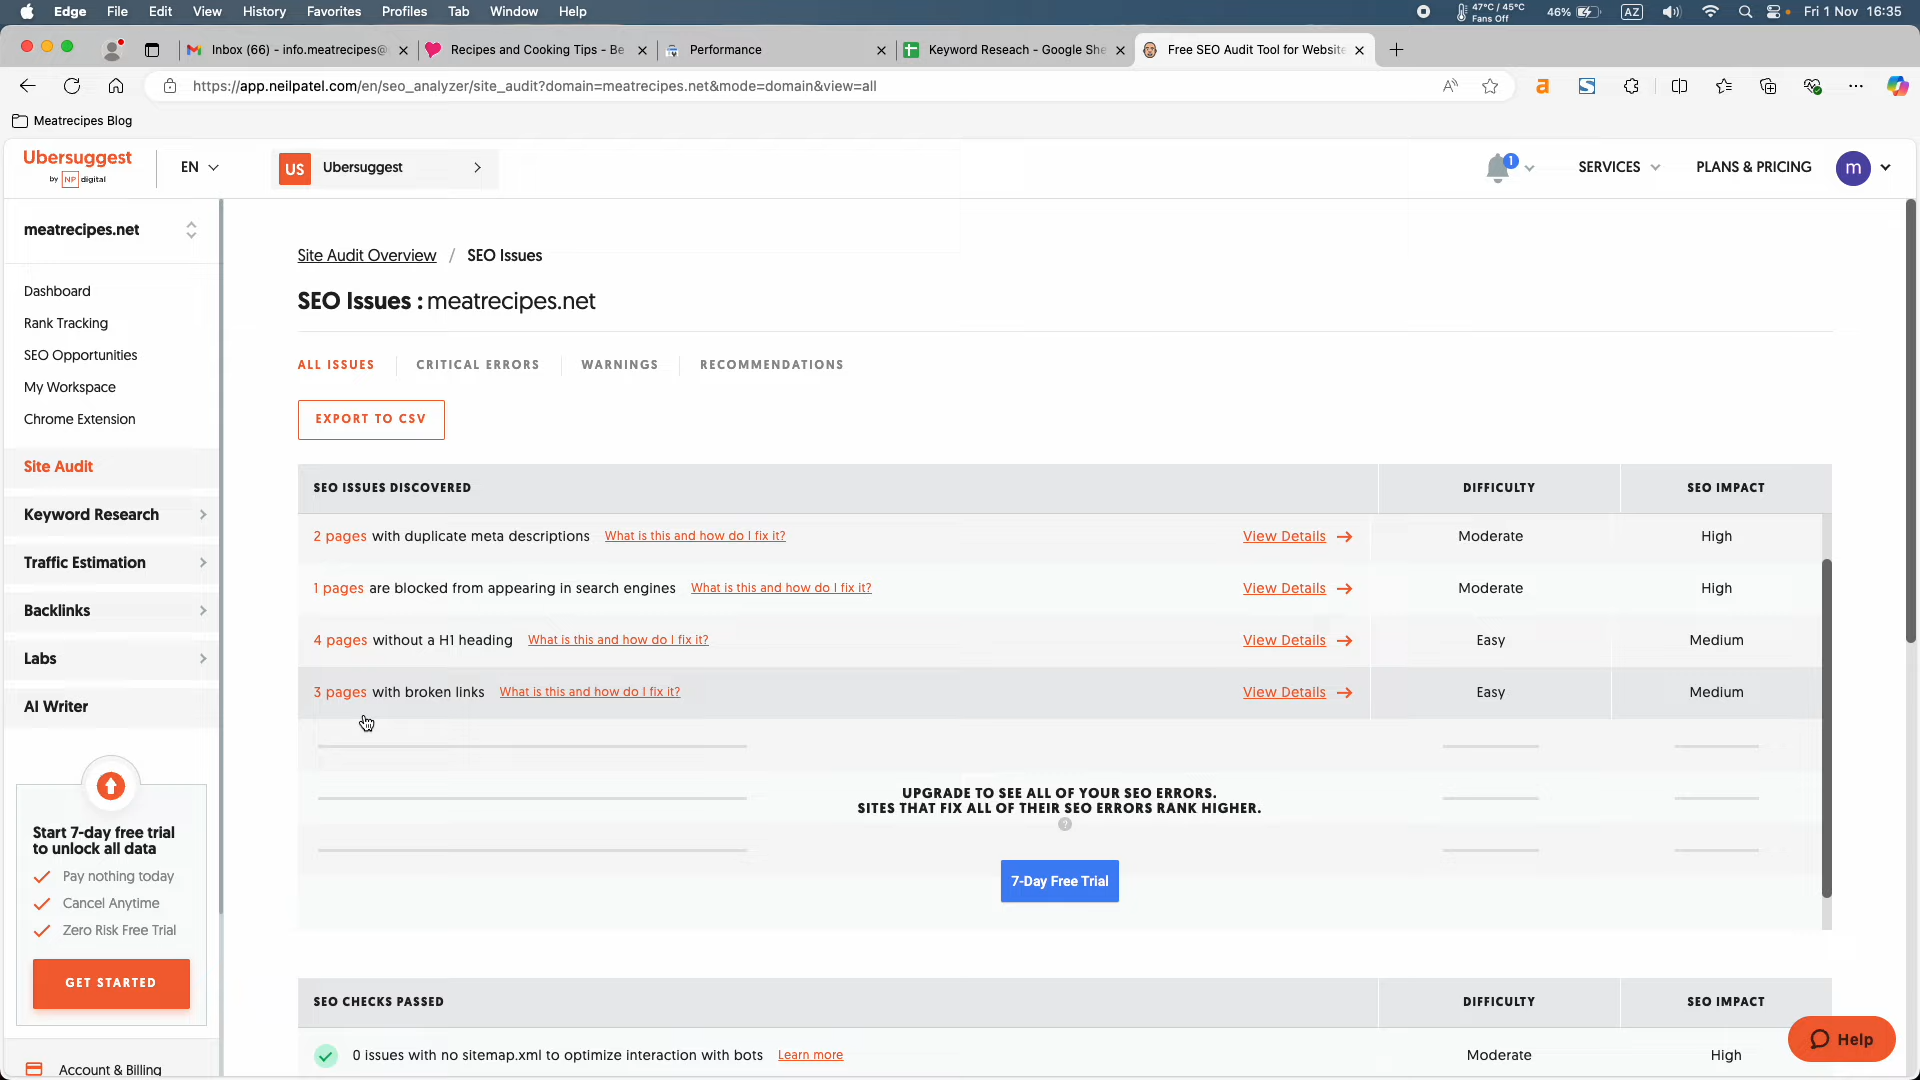 Edge File Edit View History Favorites Profiles Tab Window Help
47°C / 45°C
Fans Off
46% AZ Fri 1 Nov 16:35
Inbox (66) - info.meatrecipes@
Recipes and Cooking Tips - Be
Performance
Keyword Reseach - Google She
Free SEO Audit Tool for Website
https://app.neilpatel.com/en/seo_analyzer/site_audit?domain=meatrecipes.net&mode=domain&view=all
Meatrecipes Blog
Ubersuggest
by NP digital
EN
US Ubersuggest
1
SERVICES
PLANS & PRICING
m
meatrecipes.net
Dashboard
Rank Tracking
SEO Opportunities
My Workspace
Chrome Extension
Site Audit
Keyword Research
Traffic Estimation
Backlinks
Labs
AI Writer
Start 7-day free trial
to unlock all data
Pay nothing today
Cancel Anytime
Zero Risk Free Trial
GET STARTED
Account & Billing
Site Audit Overview / SEO Issues
SEO Issues : meatrecipes.net
ALL ISSUES CRITICAL ERRORS WARNINGS RECOMMENDATIONS
EXPORT TO CSV
SEO ISSUES DISCOVERED DIFFICULTY SEO IMPACT
2 pages with duplicate meta descriptions What is this and how do I fix it? View Details Moderate High
1 pages are blocked from appearing in search engines What is this and how do I fix it? View Details Moderate High
4 pages without a H1 heading What is this and how do I fix it? View Details Easy Medium
3 pages with broken links What is this and how do I fix it? View Details Easy Medium
UPGRADE TO SEE ALL OF YOUR SEO ERRORS.
SITES THAT FIX ALL OF THEIR SEO ERRORS RANK HIGHER.
?
7-Day Free Trial
SEO CHECKS PASSED DIFFICULTY SEO IMPACT
0 issues with no sitemap.xml to optimize interaction with bots Learn more Moderate High
Help